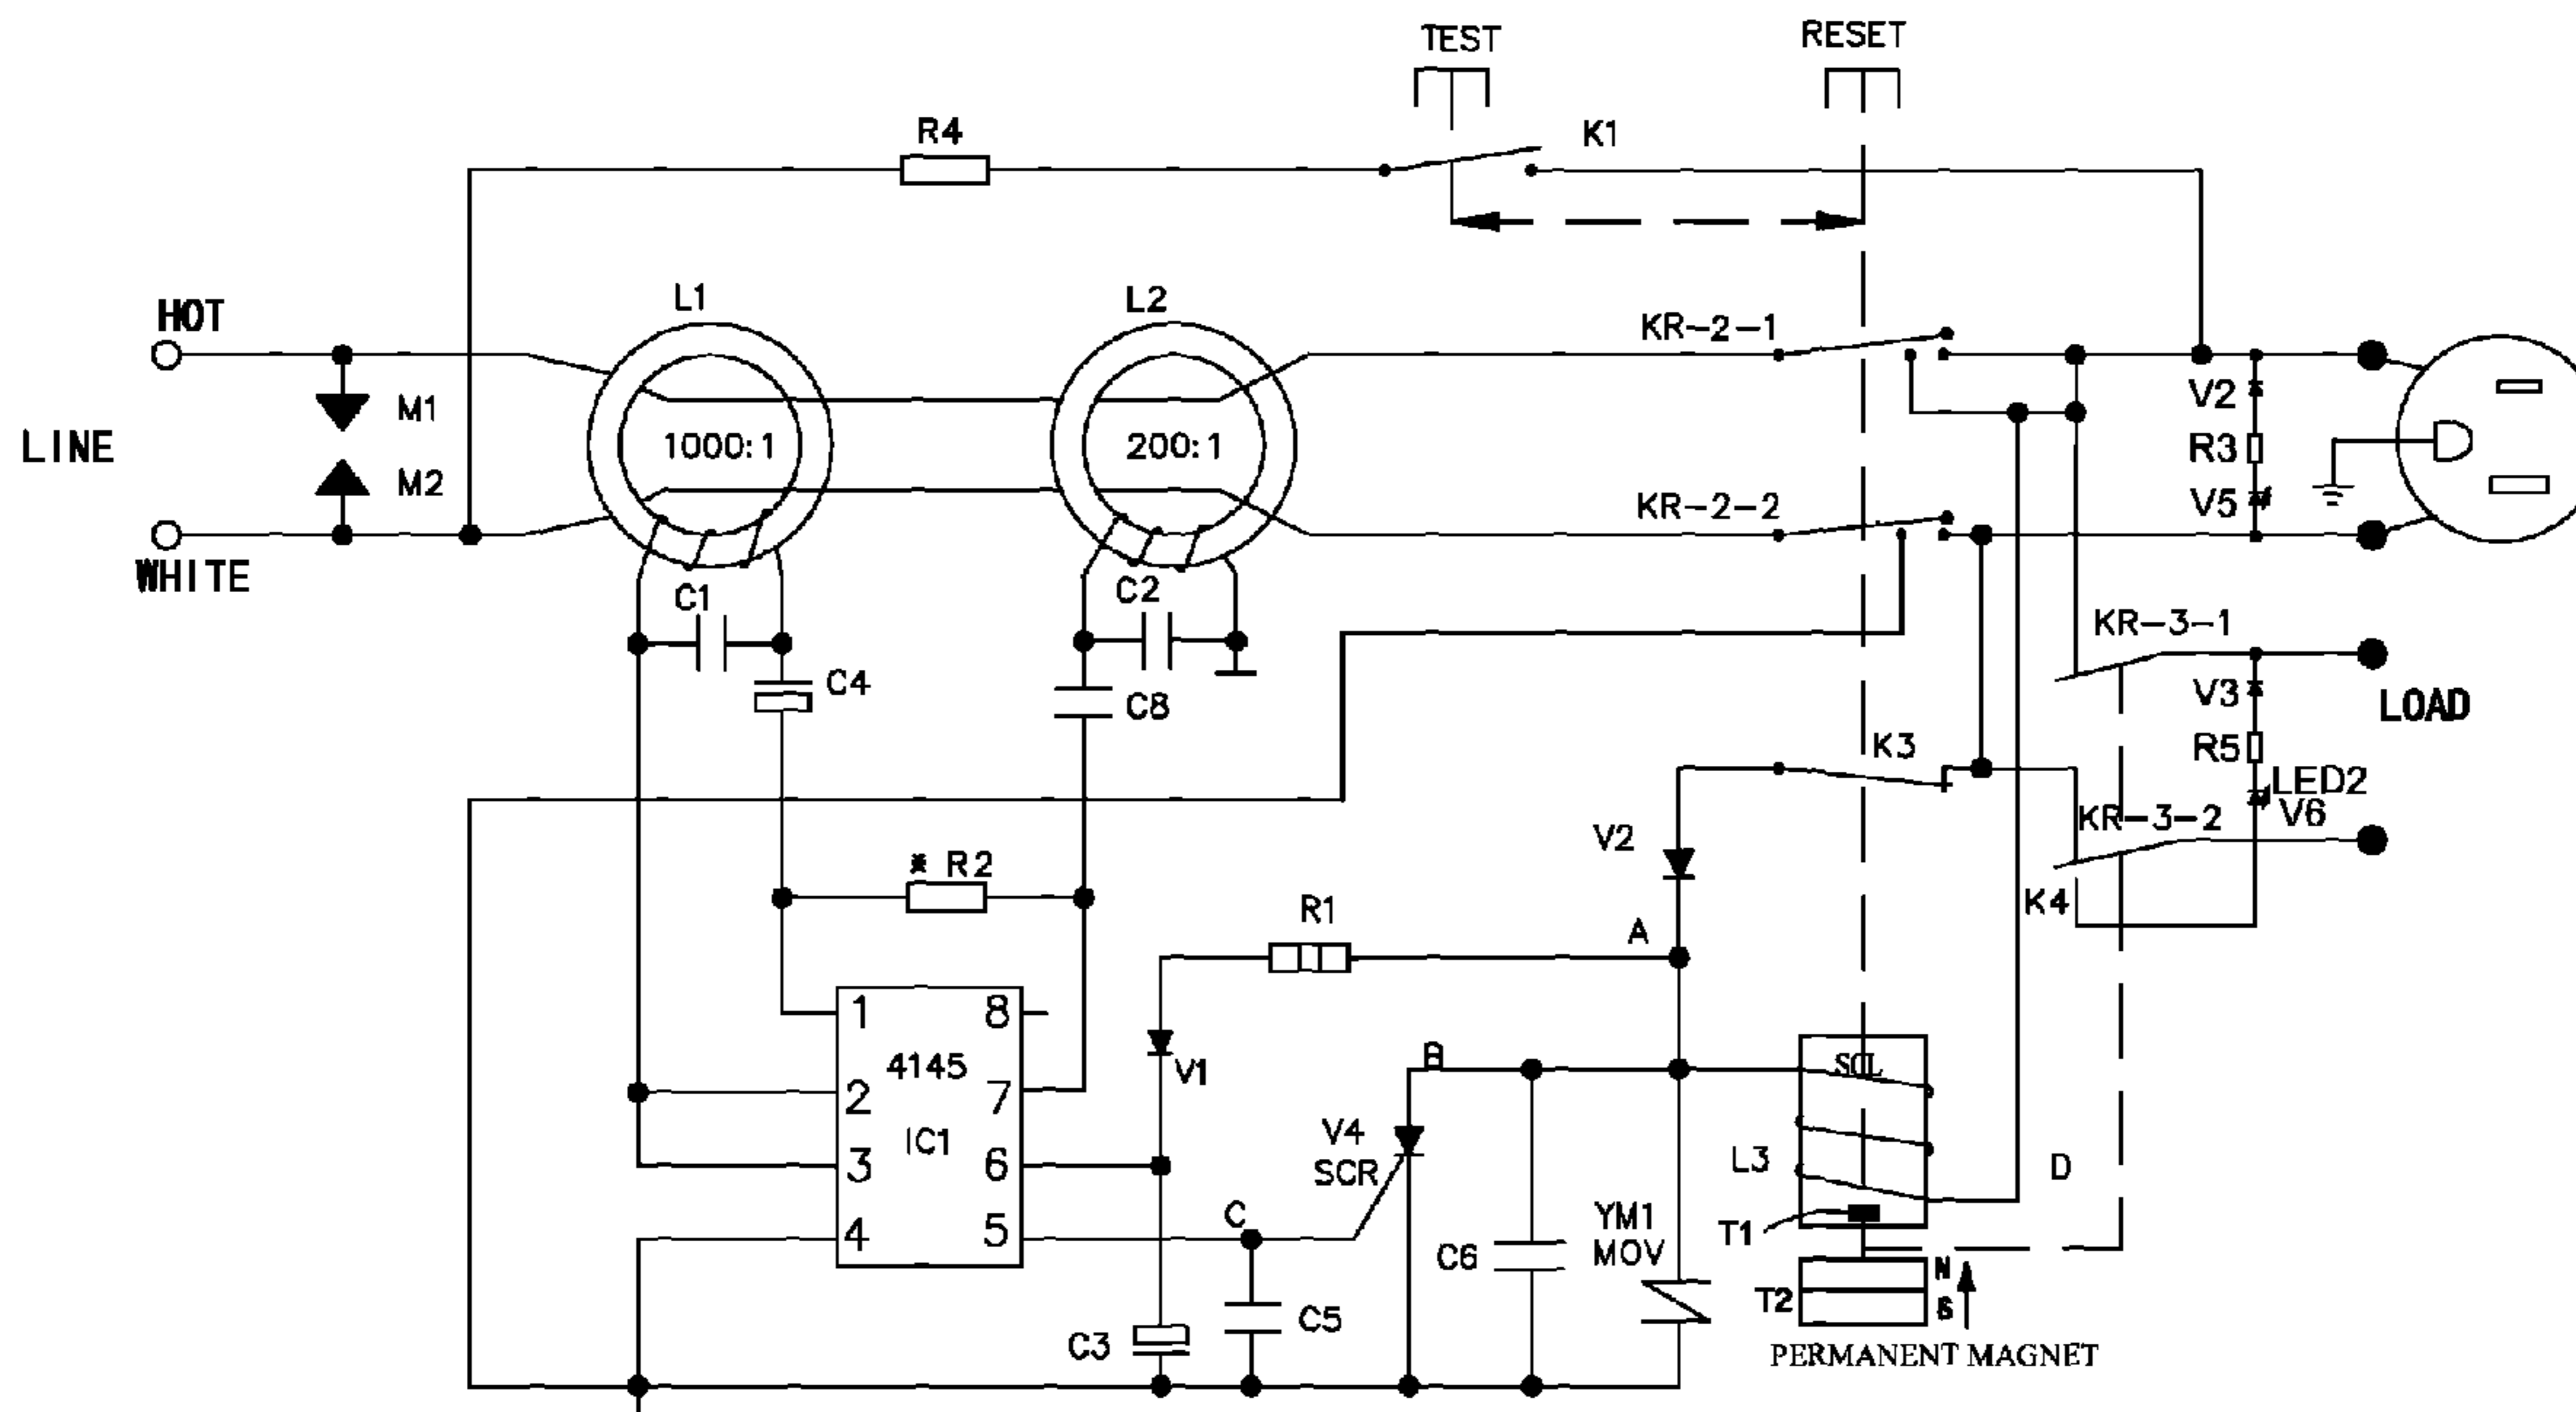 TEST
RESET
R4
K1
HOT
L1
L2
KR-2-1
M1
LINE
1000:1
200:1
V2
R3
M2
KR-2-2
V5
WHITE
C1
C2
KR-3-1
C4
C8
V3
LOAD
K3
R5
LED2
V6
KR-3-2
V2
* R2
K4
R1
A
1
8
4145
B
SOL
V1
2
7
V4
SCR
IC1
L3
D
3
6
T1
YM1
MOV
C
4
5
C6
N
T2
S
C5
C3
PERMANENT MAGNET